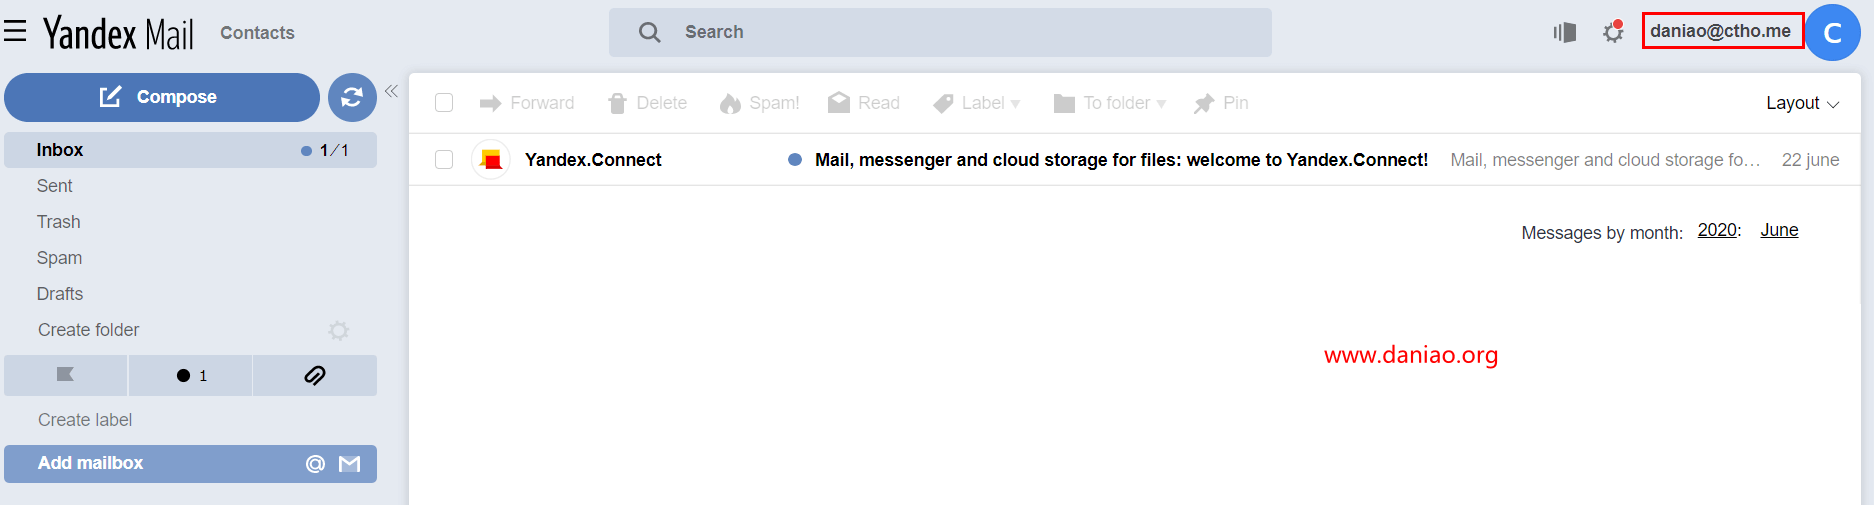 Yandex Mail Contacts Search daniao@ctho.me C
Compose
Forward Delete Spam! Read Label To folder Pin Layout
Inbox 1/1
Yandex.Connect Mail, messenger and cloud storage for files: welcome to Yandex.Connect! Mail, messenger and cloud storage fo... 22 june
Sent
Trash
Messages by month: 2020: June
Spam
Drafts
Create folder
www.daniao.org
1
Create label
Add mailbox @